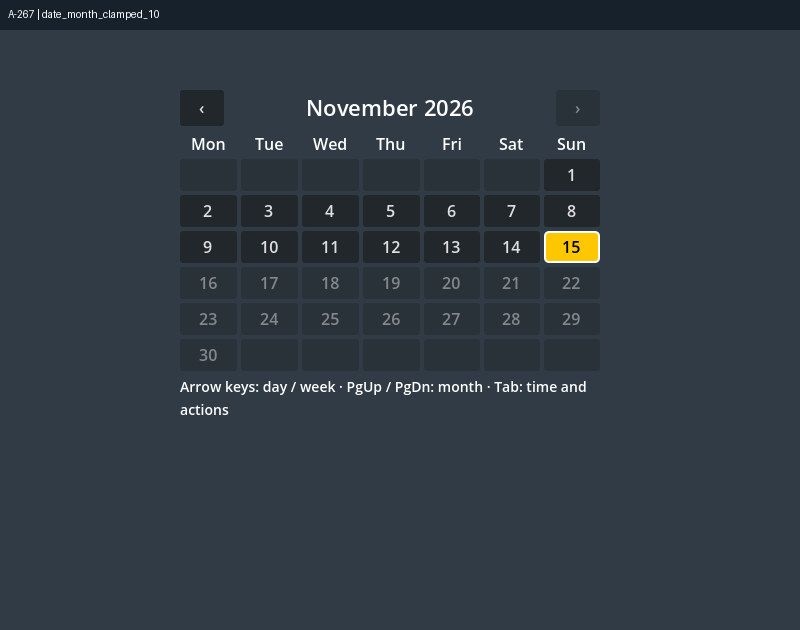 A-267 | date_month_clamped_10
‹ November 2026 ›
Mon Tue Wed Thu Fri Sat Sun
1
2 3 4 5 6 7 8
9 10 11 12 13 14 15
16 17 18 19 20 21 22
23 24 25 26 27 28 29
30
Arrow keys: day / week · PgUp / PgDn: month · Tab: time and
actions